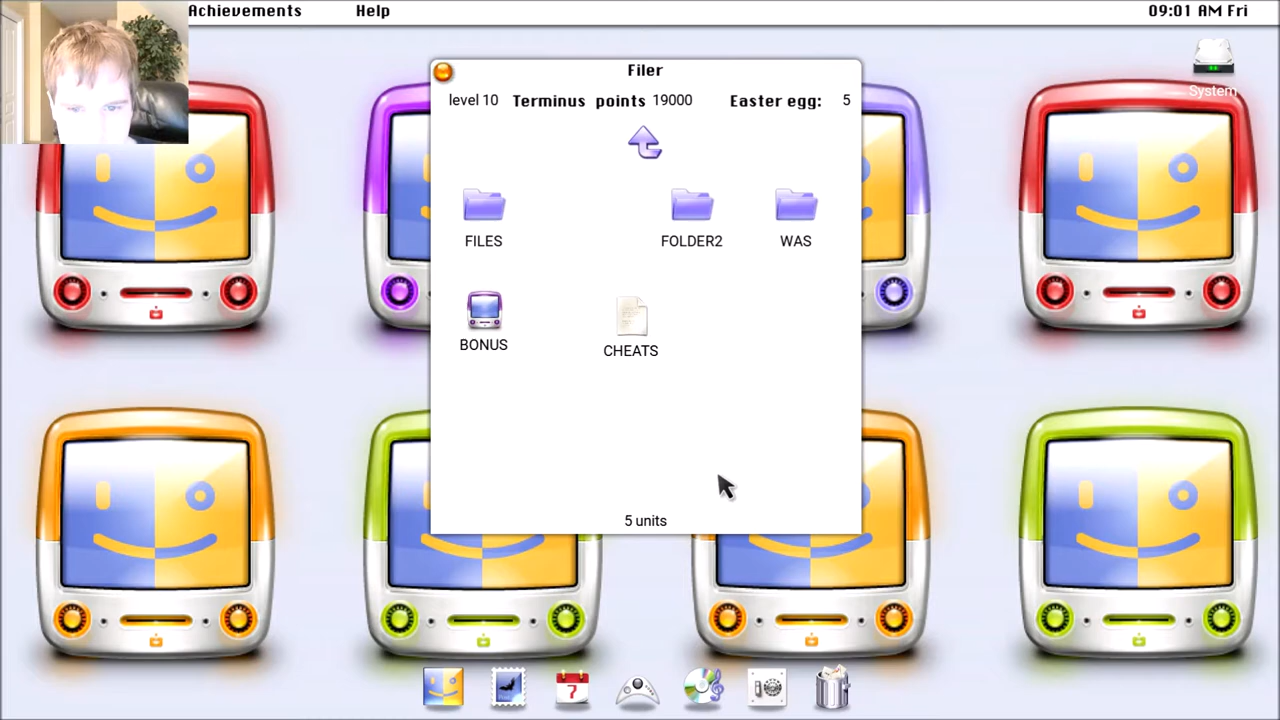 Achievements Help 09:01 AM Fri
Filer
level 10 Terminus points 19000 Easter egg: 5
System
FILES FOLDER2 WAS
BONUS CHEATS
5 units
7